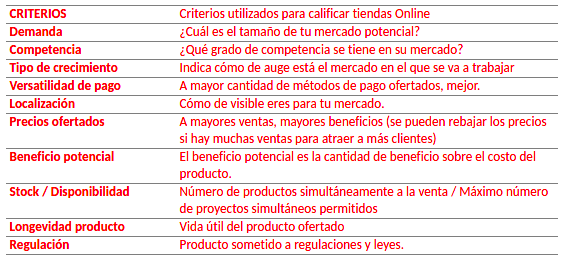 CRITERIOS Criterios utilizados para calificar tiendas Online
Demanda ¿Cuál es el tamaño de tu mercado potencial?
Competencia ¿Qué grado de competencia se tiene en su mercado?
Tipo de crecimiento Indica cómo de auge está el mercado en el que se va a trabajar
Versatilidad de pago A mayor cantidad de métodos de pago ofertados, mejor.
Localización Cómo de visible eres para tu mercado.
Precios ofertados A mayores ventas, mayores beneficios (se pueden rebajar los precios
si hay muchas ventas para atraer a más clientes)
Beneficio potencial El beneficio potencial es la cantidad de beneficio sobre el costo del
producto.
Stock / Disponibilidad Número de productos simultáneamente a la venta / Máximo número
de proyectos simultáneos permitidos
Longevidad producto Vida útil del producto ofertado
Regulación Producto sometido a regulaciones y leyes.